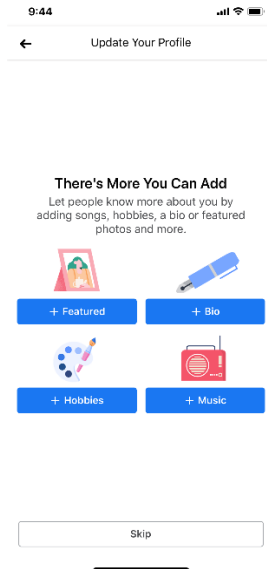 9:44
Update Your Profile
There's More You Can Add
Let people know more about you by
adding songs, hobbies, a bio or featured
photos and more.
+ Featured
+ Bio
+ Hobbies
+ Music
Skip